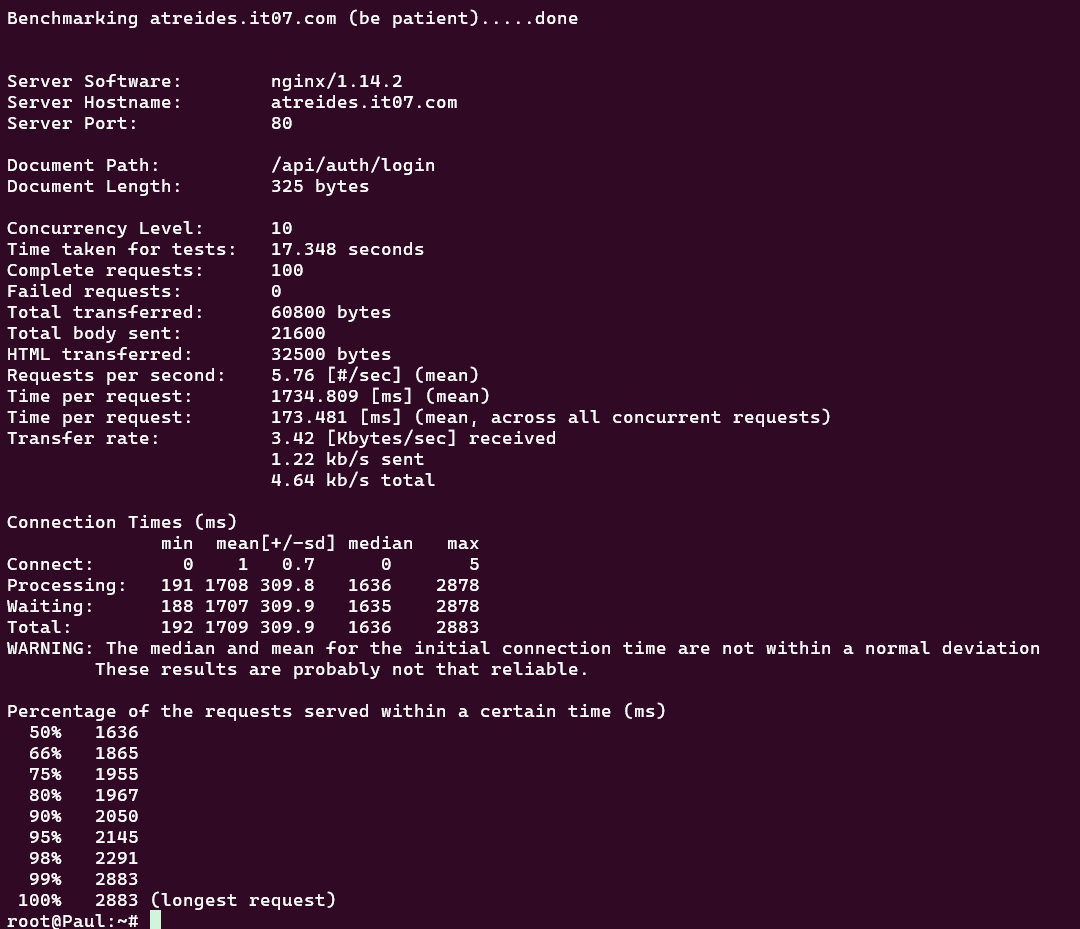 Benchmarking atreides.it07.com (be patient).....done
Server Software:        nginx/1.14.2
Server Hostname:        atreides.it07.com
Server Port:            80
Document Path:          /api/auth/login
Document Length:        325 bytes
Concurrency Level:      10
Time taken for tests:   17.348 seconds
Complete requests:      100
Failed requests:        0
Total transferred:      60800 bytes
Total body sent:        21600
HTML transferred:       32500 bytes
Requests per second:    5.76 [#/sec] (mean)
Time per request:       1734.809 [ms] (mean)
Time per request:       173.481 [ms] (mean, across all concurrent requests)
Transfer rate:          3.42 [Kbytes/sec] received
                        1.22 kb/s sent
                        4.64 kb/s total
Connection Times (ms)
              min  mean[+/-sd] median   max
Connect:        0    1   0.7      0       5
Processing:   191 1708 309.8   1636    2878
Waiting:      188 1707 309.9   1635    2878
Total:        192 1709 309.9   1636    2883
WARNING: The median and mean for the initial connection time are not within a normal deviation
        These results are probably not that reliable.
Percentage of the requests served within a certain time (ms)
  50%   1636
  66%   1865
  75%   1955
  80%   1967
  90%   2050
  95%   2145
  98%   2291
  99%   2883
 100%   2883 (longest request)
root@Paul:~#